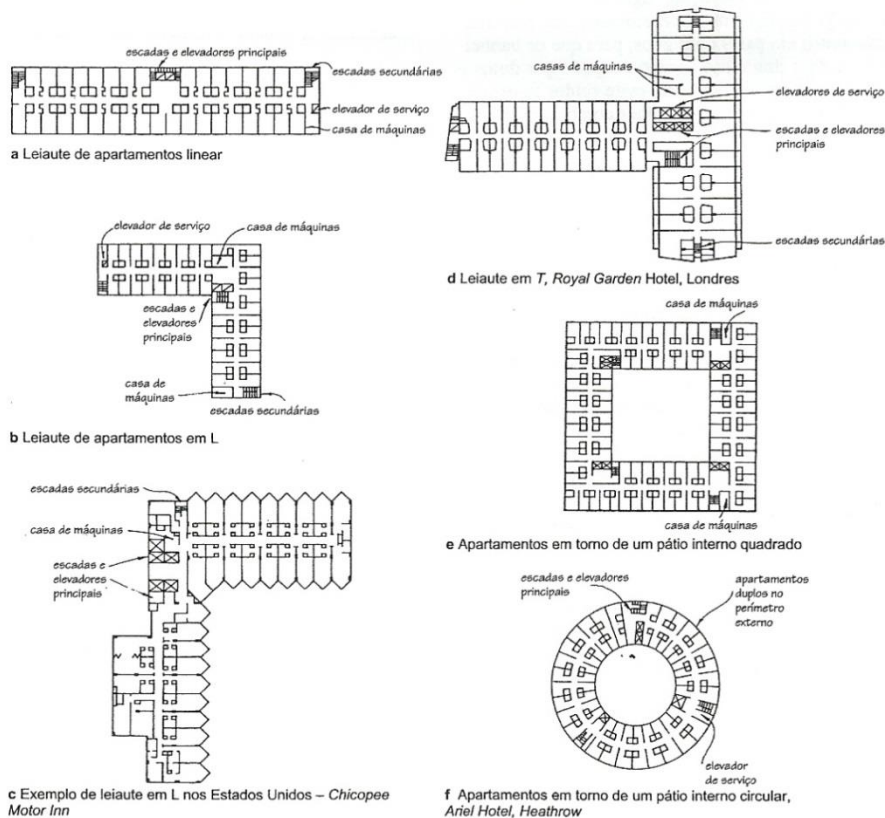 escadas e elevadores principais
escadas secundárias
elevador de serviço
casa de máquinas
a Leiaute de apartamentos linear
elevador de serviço
casa de máquinas
escadas e
elevadores
principais
casa de
máquinas
escadas secundárias
b Leiaute de apartamentos em L
escadas secundárias
casa de máquinas
escadas e
elevadores
principais
c Exemplo de leiaute em L nos Estados Unidos – Chicopee
Motor Inn
casas de máquinas
elevadores de serviço
escadas e elevadores
principais
escadas secundárias
d Leiaute em T, Royal Garden Hotel, Londres
casa de máquinas
casa de máquinas
e Apartamentos em torno de um pátio interno quadrado
escadas e elevadores
principais
apartamentos
duplos no
perímetro
externo
elevador
de serviço
f Apartamentos em torno de um pátio interno circular,
Ariel Hotel, Heathrow